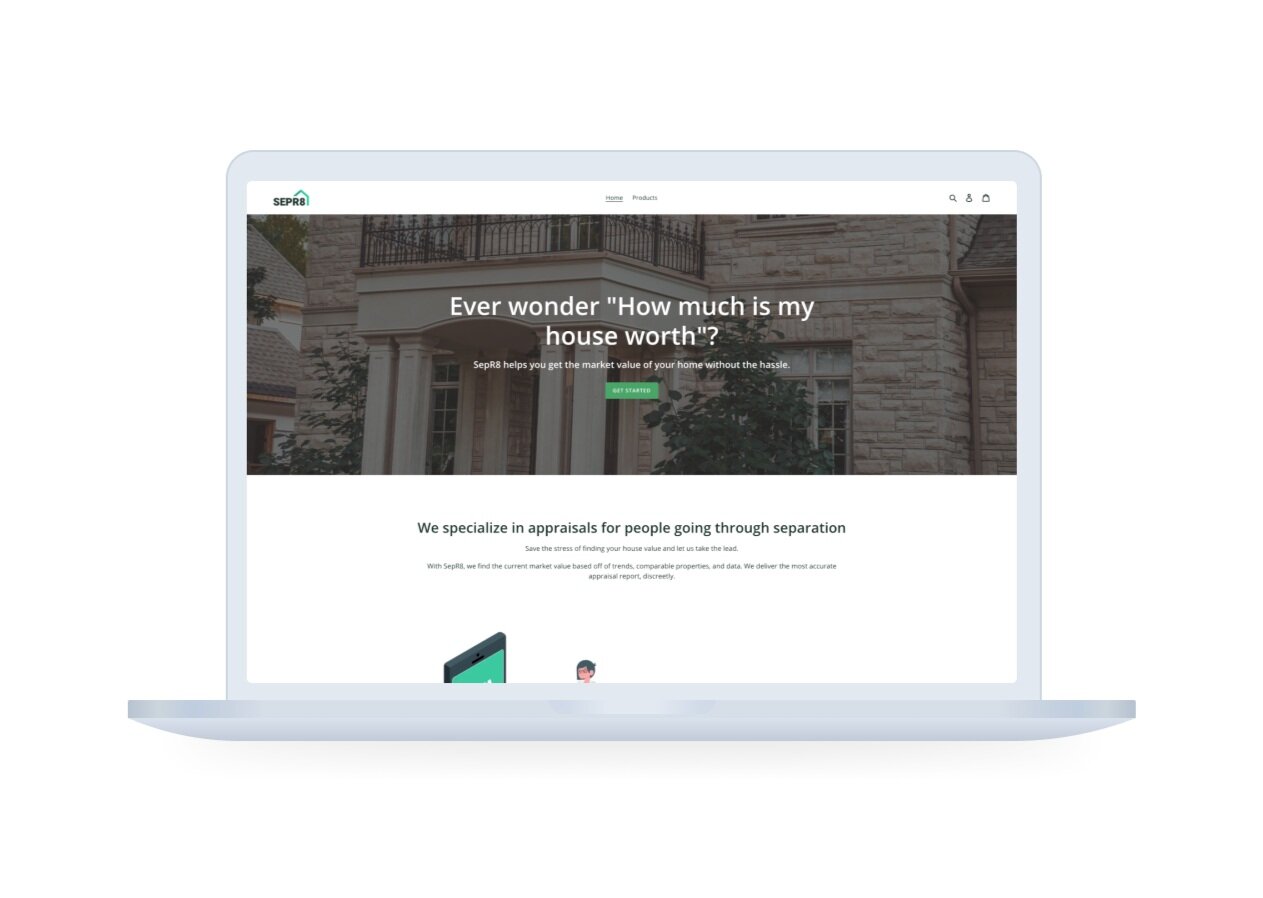 SEPR8
Home Products
Ever wonder "How much is my
house worth"?
SepR8 helps you get the market value of your home without the hassle.
GET STARTED
We specialize in appraisals for people going through separation
Save the stress of finding your house value and let us take the lead.
With SepR8, we find the current market value based off of trends, comparable properties, and data. We deliver the most accurate
appraisal report, discreetly.